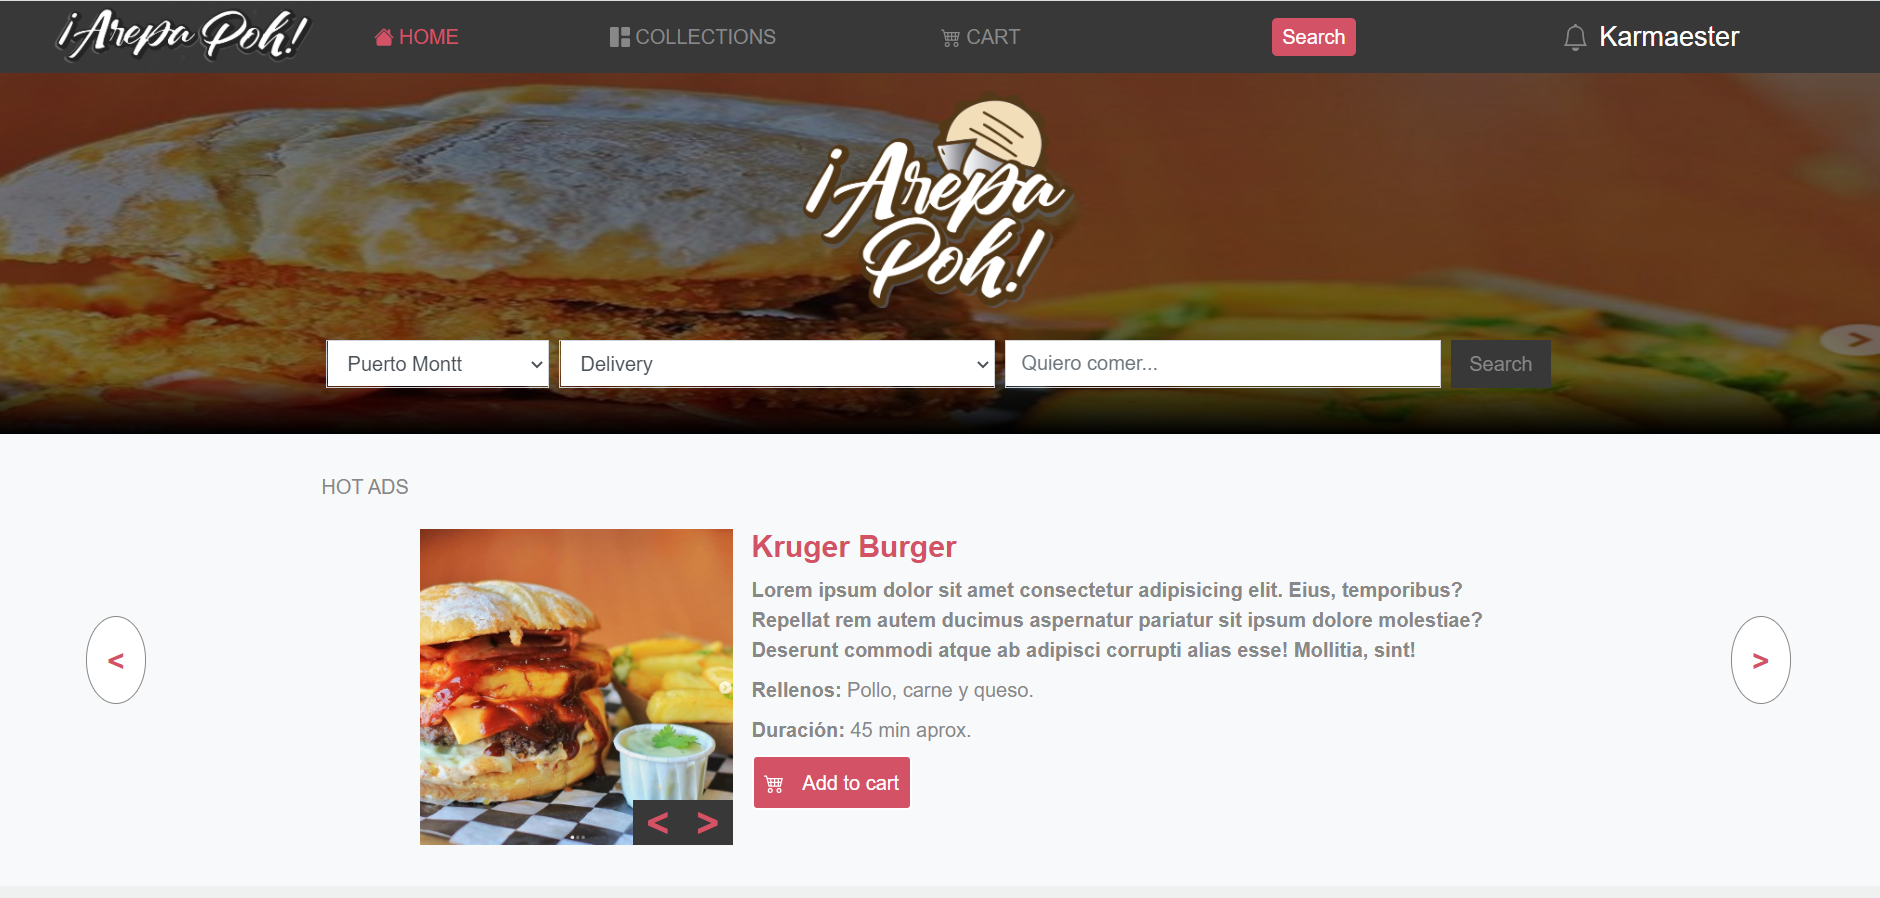 ¡Arepa Poh!
HOME
COLLECTIONS
CART
Search
Karmaester
¡Arepa
Poh!
Puerto Montt
Delivery
Quiero comer...
Search
HOT ADS
Kruger Burger
Lorem ipsum dolor sit amet consectetur adipisicing elit. Eius, temporibus?
Repellat rem autem ducimus aspernatur pariatur sit ipsum dolore molestiae?
Deserunt commodi atque ab adipisci corrupti alias esse! Mollitia, sint!
Rellenos: Pollo, carne y queso.
Duración: 45 min aprox.
Add to cart
< >
<
>